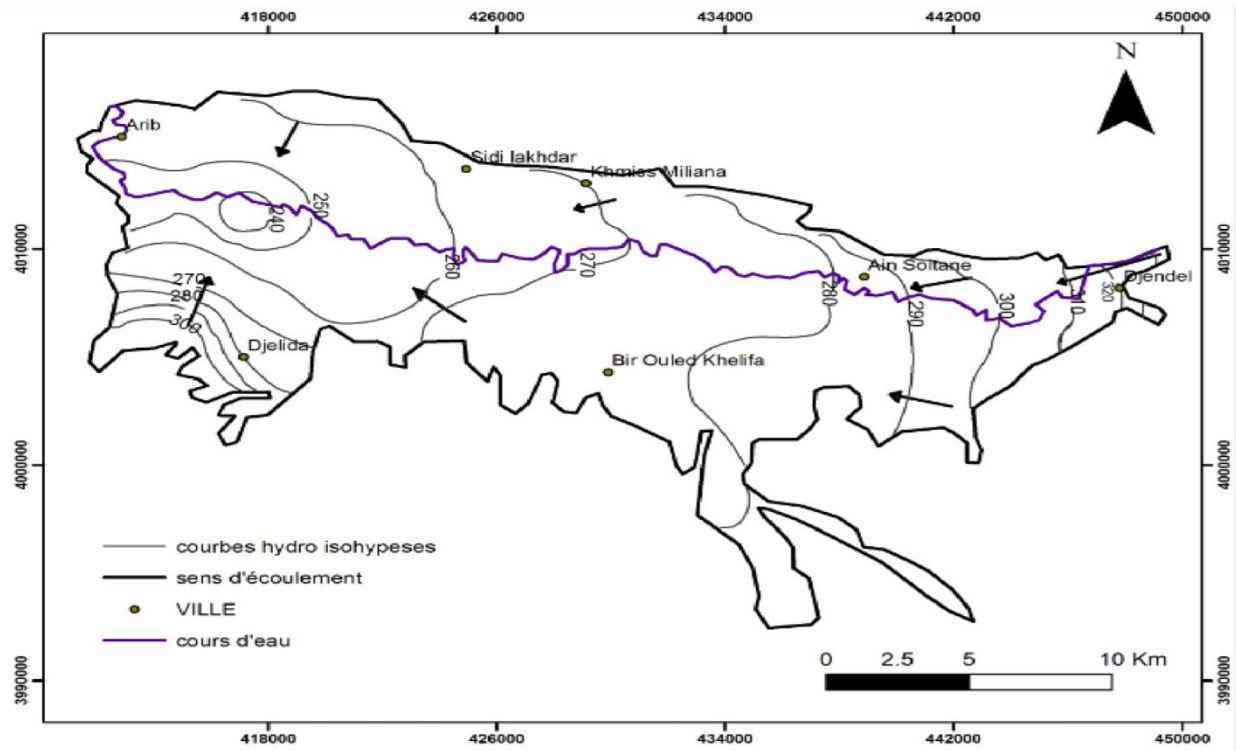 418000 426000 434000 442000 450000
N
Arib
Sidi lakhdar
Khmiss Miliana
250
240
4010000 4010000
260
270
Ain Soltane
Djendel
320
310
270
280
280
290
300
300
Djelida
Bir Ouled Khelifa
4000000 4000000
courbes hydro isohypeses
sens d'écoulement
VILLE
cours d'eau
0 2.5 5 10 Km
3990000 3990000
418000 426000 434000 442000 450000